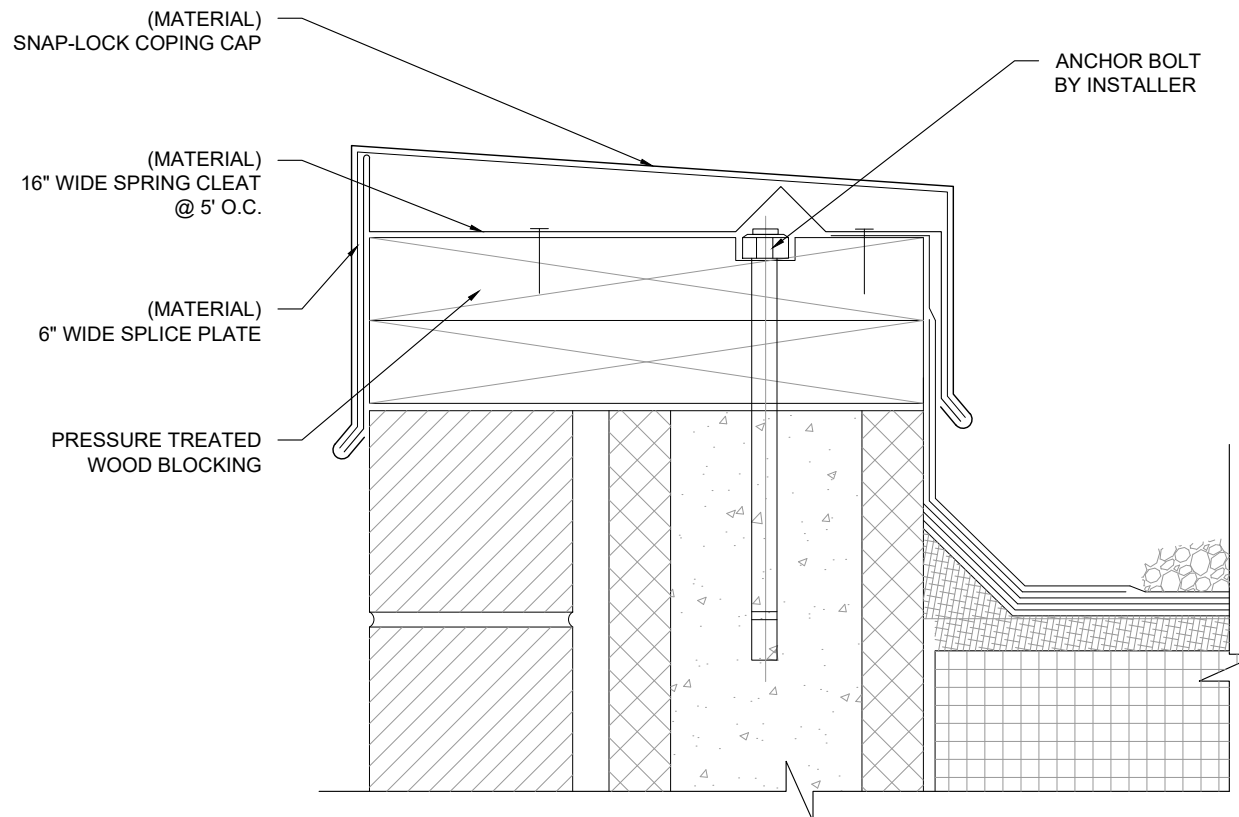 (MATERIAL)
SNAP-LOCK COPING CAP
ANCHOR BOLT
BY INSTALLER
(MATERIAL)
16" WIDE SPRING CLEAT
@ 5' O.C.
(MATERIAL)
6" WIDE SPLICE PLATE
PRESSURE TREATED
WOOD BLOCKING